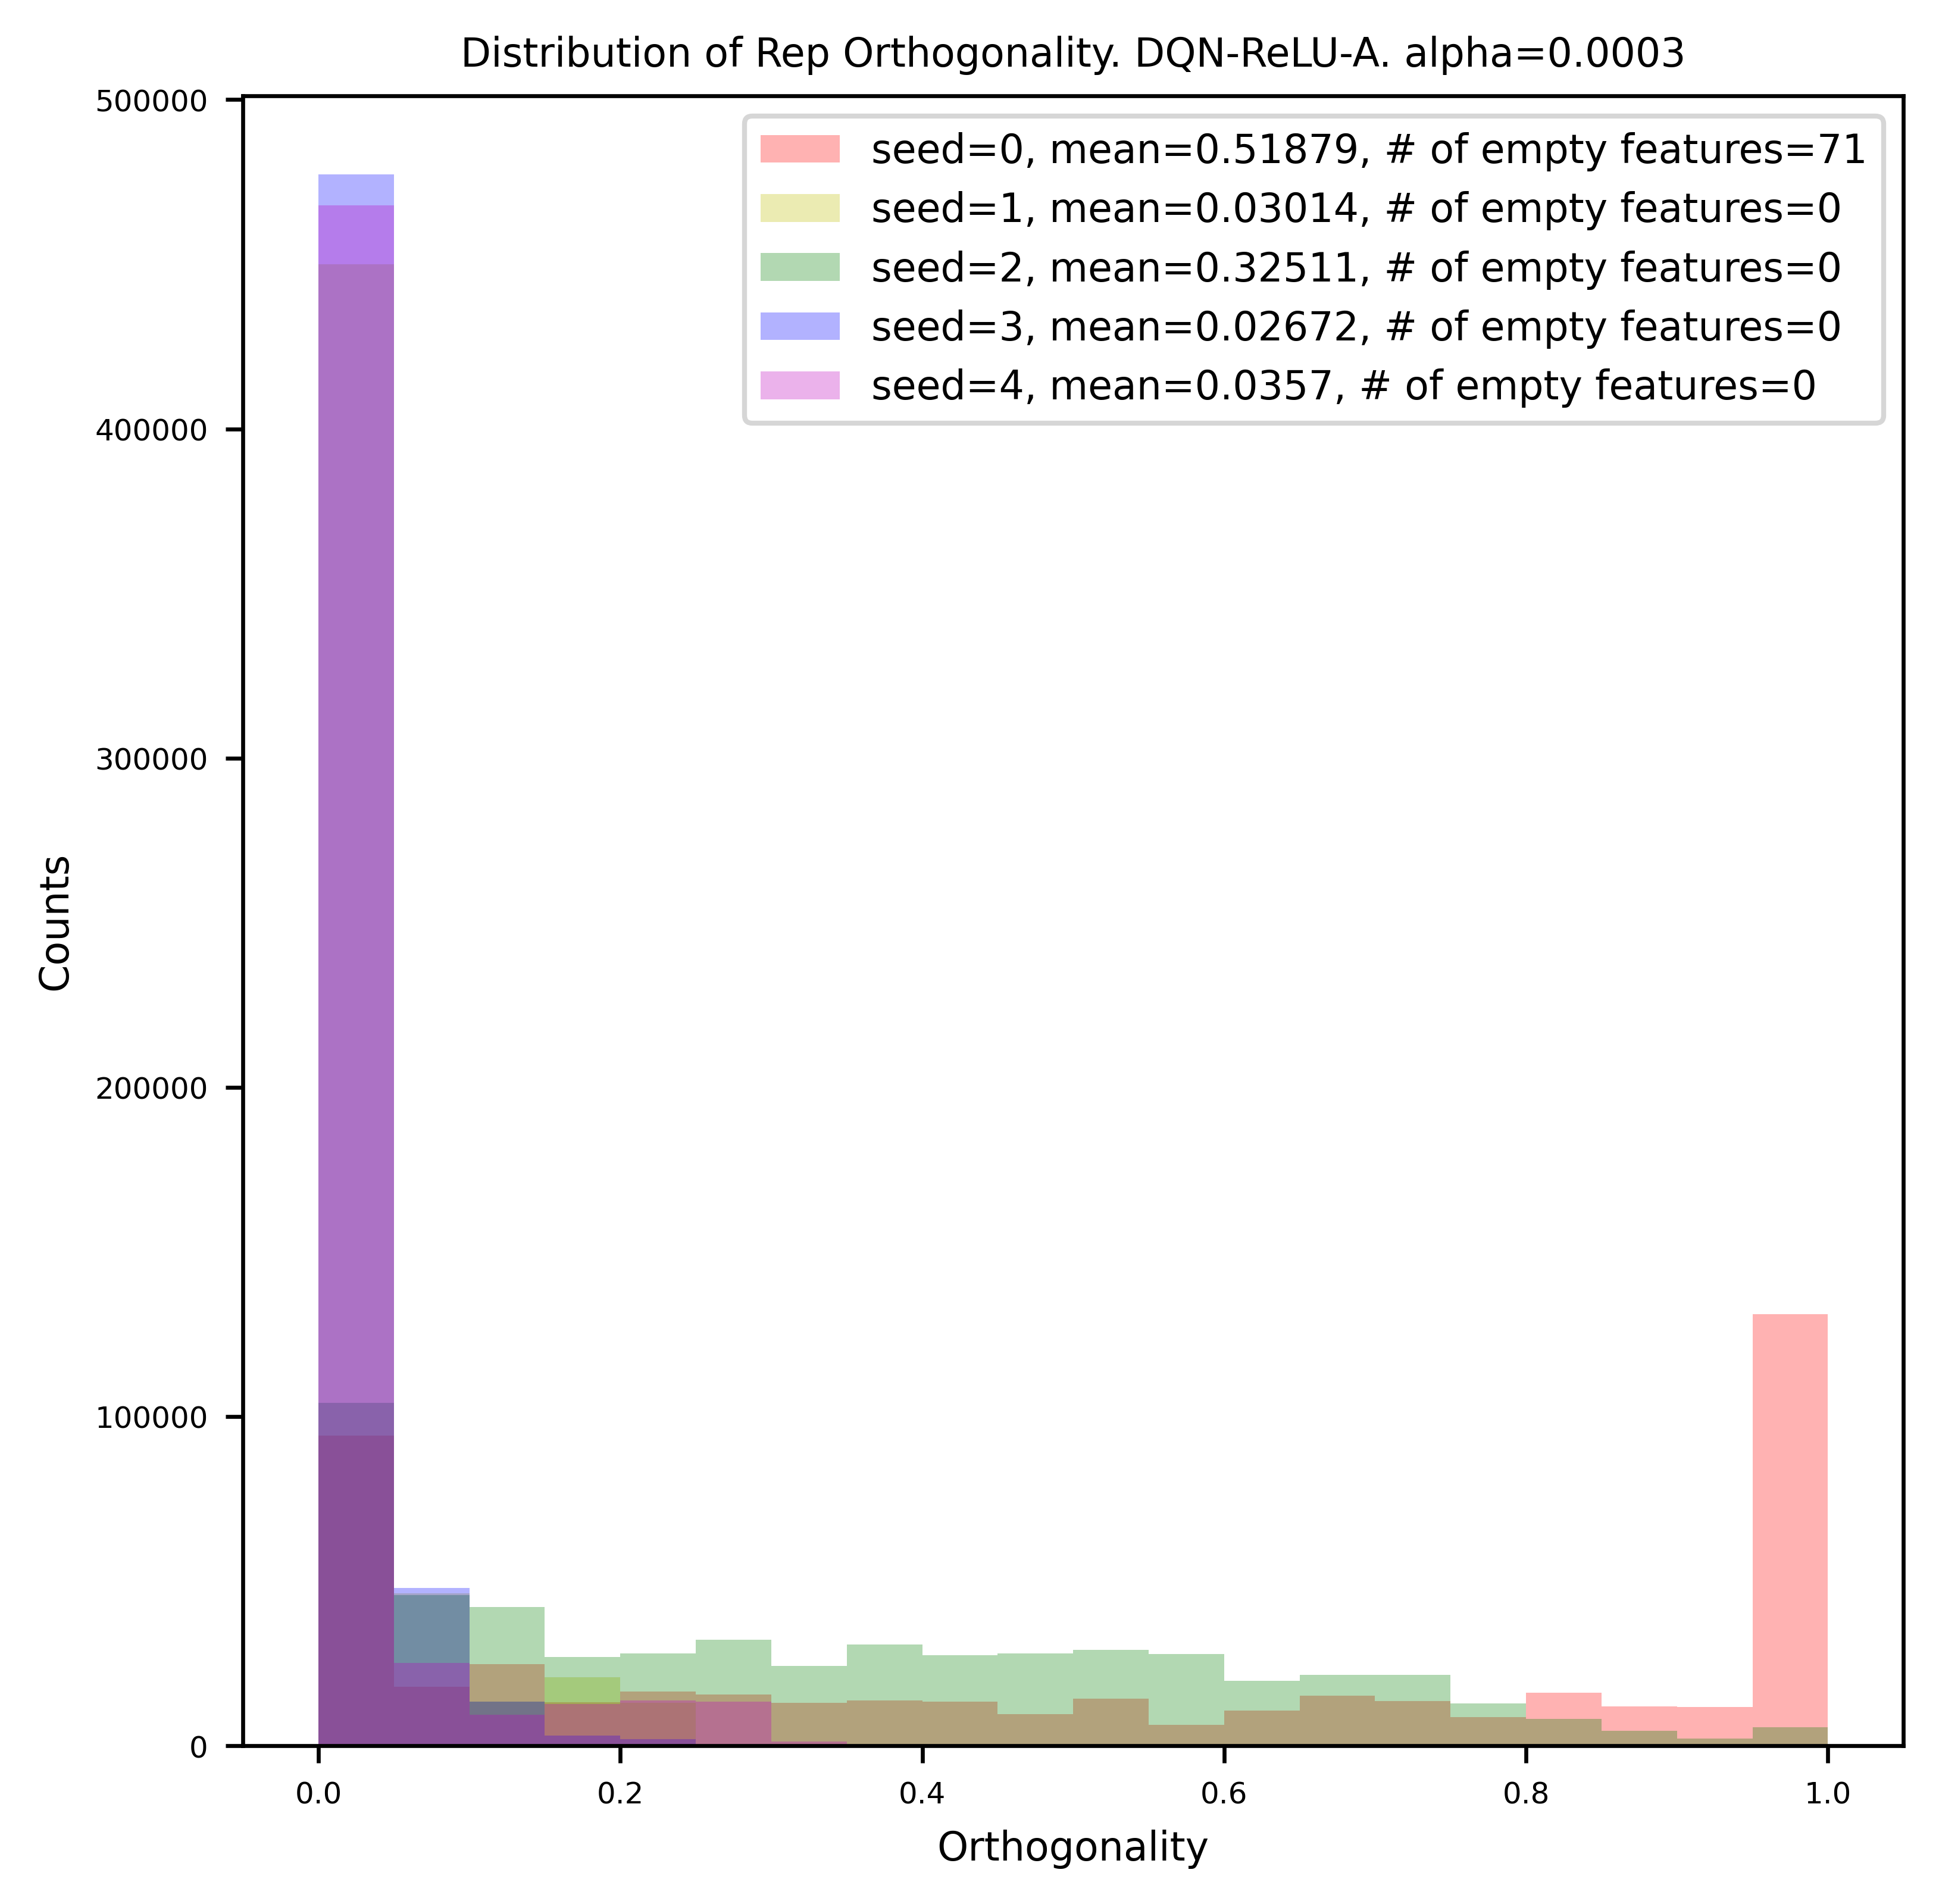 Distribution of Rep Orthogonality. DQN-ReLU-A. alpha=0.0003
500000
400000
300000
200000
100000
0
Counts
seed=0, mean=0.51879, # of empty features=71
seed=1, mean=0.03014, # of empty features=0
seed=2, mean=0.32511, # of empty features=0
seed=3, mean=0.02672, # of empty features=0
seed=4, mean=0.0357, # of empty features=0
0.0 0.2 0.4 0.6 0.8 1.0
Orthogonality